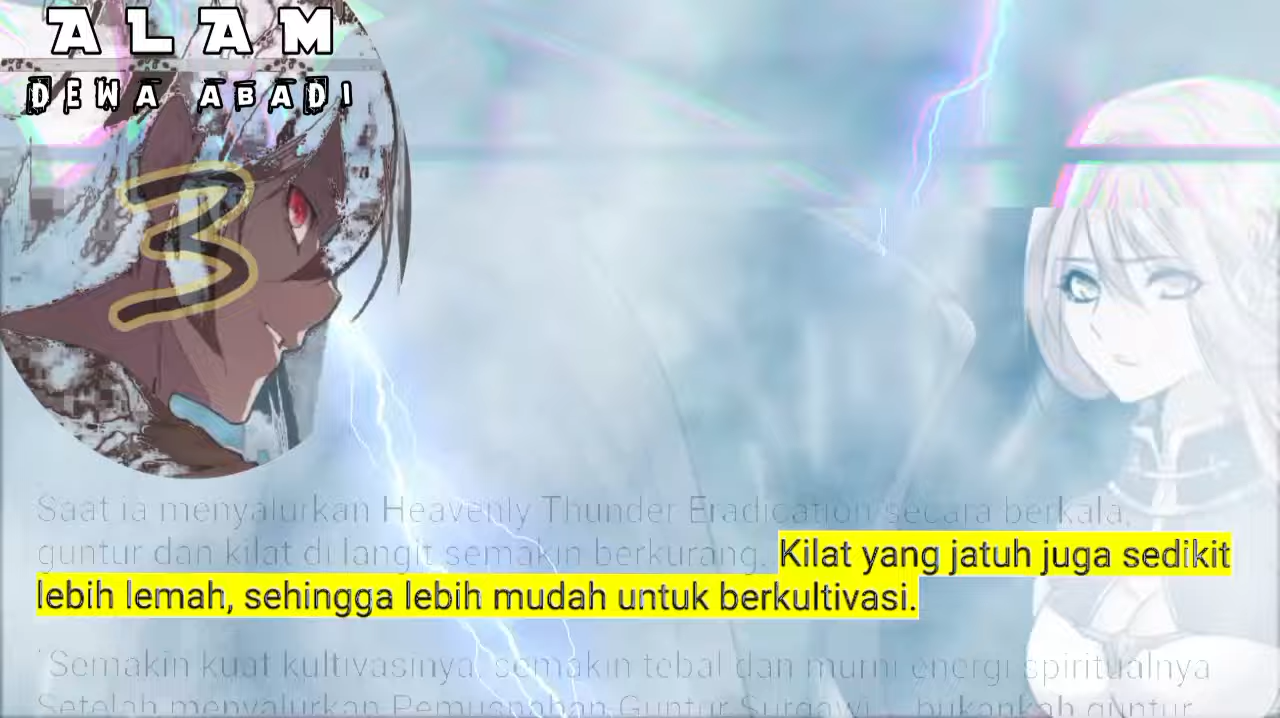 ALAM
DEWA ABADI
3
Saat ia menyalurkan Heavenly Thunder Eradication secara berkala,
guntur dan kilat di langit semakin berkurang. Kilat yang jatuh juga sedikit
lebih lemah, sehingga lebih mudah untuk berkultivasi.
"Semakin kuat kultivasinya, semakin tebal dan murni energi spiritualnya
Setelah menyalurkan Pemusnahan Guntur Surgawi, bukankah guntur